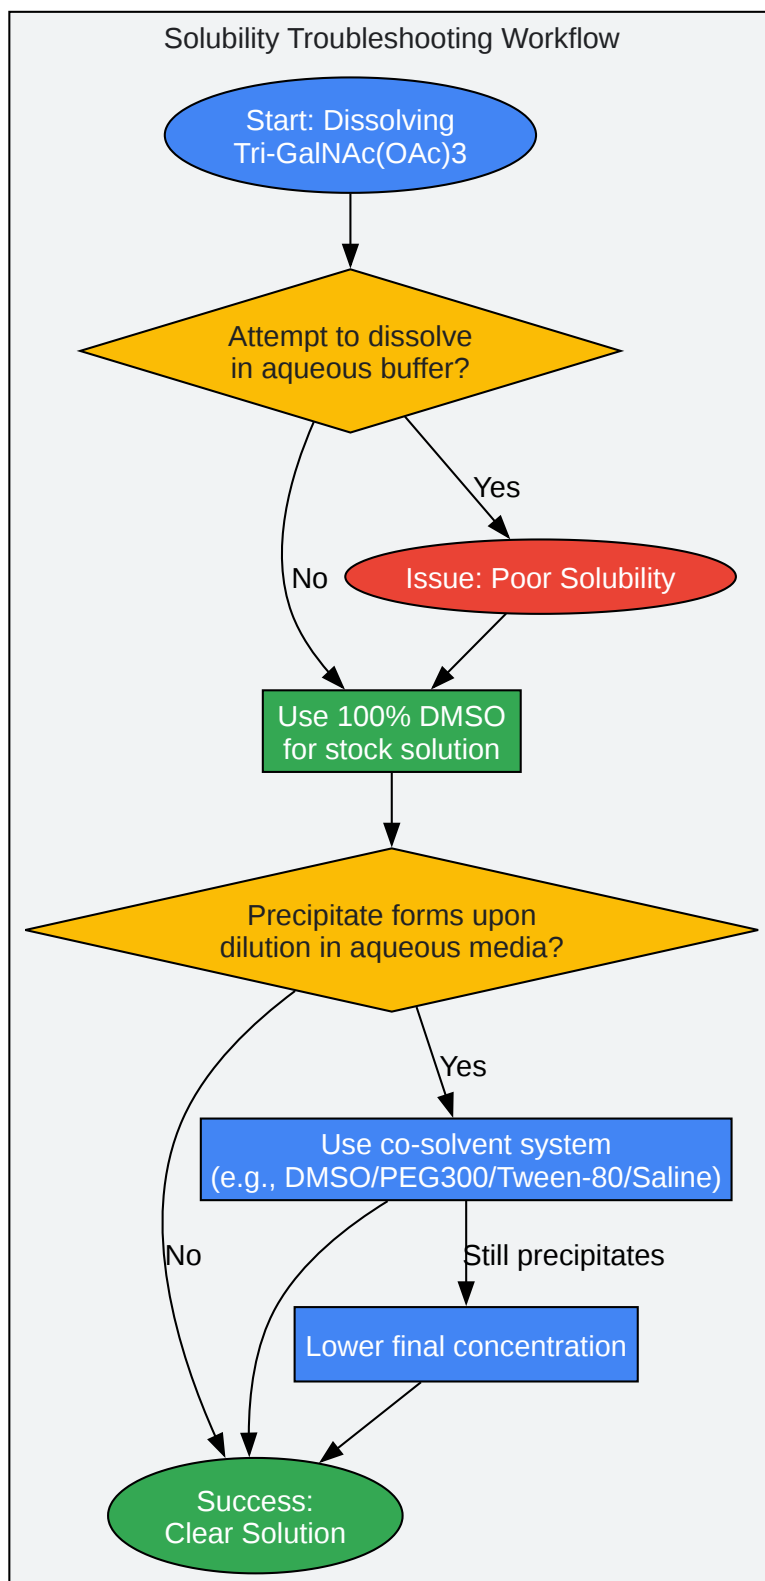 Solubility Troubleshooting Workflow
Start: Dissolving
Tri-GalNAc(OAc)3
Attempt to dissolve
in aqueous buffer?
Yes
No
Issue: Poor Solubility
Use 100% DMSO
for stock solution
Precipitate forms upon
dilution in aqueous media?
Yes
Use co-solvent system
(e.g., DMSO/PEG300/Tween-80/Saline)
No
Still precipitates
Lower final concentration
Success:
Clear Solution